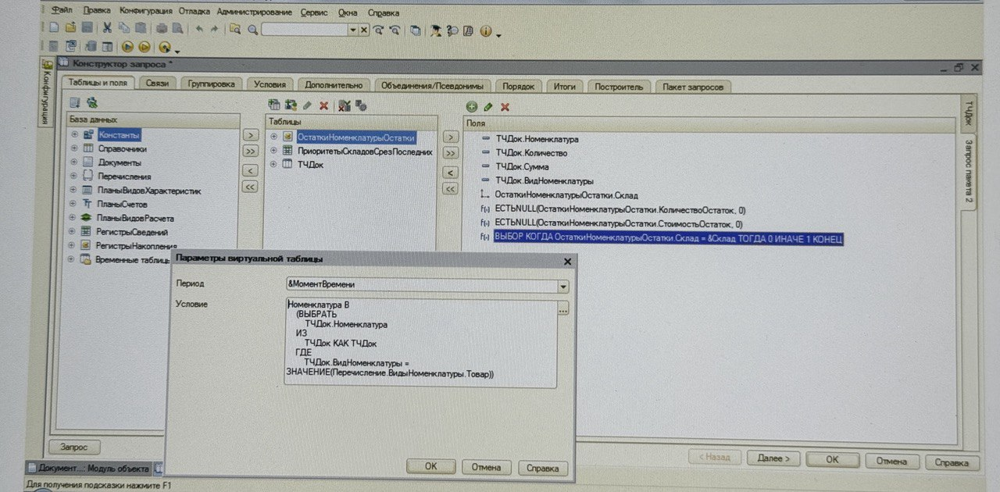 Файл Правка Конфигурация Отладка Администрирование Сервис Окна Справка
Конструктор запроса *
Таблицы и поля Связи Группировка Условия Дополнительно Объединения/Псевдонимы Порядок Итоги Построитель Пакет запросов
Конфигурация
База данных
Константы
Справочники
Документы
Перечисления
ПланыВидовХарактеристик
ПланыСчетов
ПланыВидовРасчета
РегистрыСведений
РегистрыНакопления
Временные таблиц
Таблицы
ОстаткиНоменклатурыОстатки
ПриоритетыСкладовСрезПоследних
ТЧДок
> >> < <<
> >> < <<
Поля
ТЧДок.Номенклатура
ТЧДок.Количество
ТЧДок.Сумма
ТЧДок.ВидНоменклатуры
ОстаткиНоменклатурыОстатки.Склад
f(x) ЕСТЬNULL(ОстаткиНоменклатурыОстатки.КоличествоОстаток, 0)
f(x) ЕСТЬNULL(ОстаткиНоменклатурыОстатки.СтоимостьОстаток, 0)
f(x) ВЫБОР КОГДА ОстаткиНоменклатурыОстатки.Склад = &Склад ТОГДА 0 ИНАЧЕ 1 КОНЕЦ
ТЧДок
Запрос пакета 2
Параметры виртуальной таблицы
Период &МоментВремени
Условие
Номенклатура В
(ВЫБРАТЬ
ТЧДок.Номенклатура
ИЗ
ТЧДок КАК ТЧДок
ГДЕ
ТЧДок.ВидНоменклатуры =
ЗНАЧЕНИЕ(Перечисление.ВидыНоменклатуры.Товар))
...
OK Отмена Справка
Запрос
< Назад Далее > OK Отмена Справка
Документ...: Модуль объекта
Для получения подсказки нажмите F1